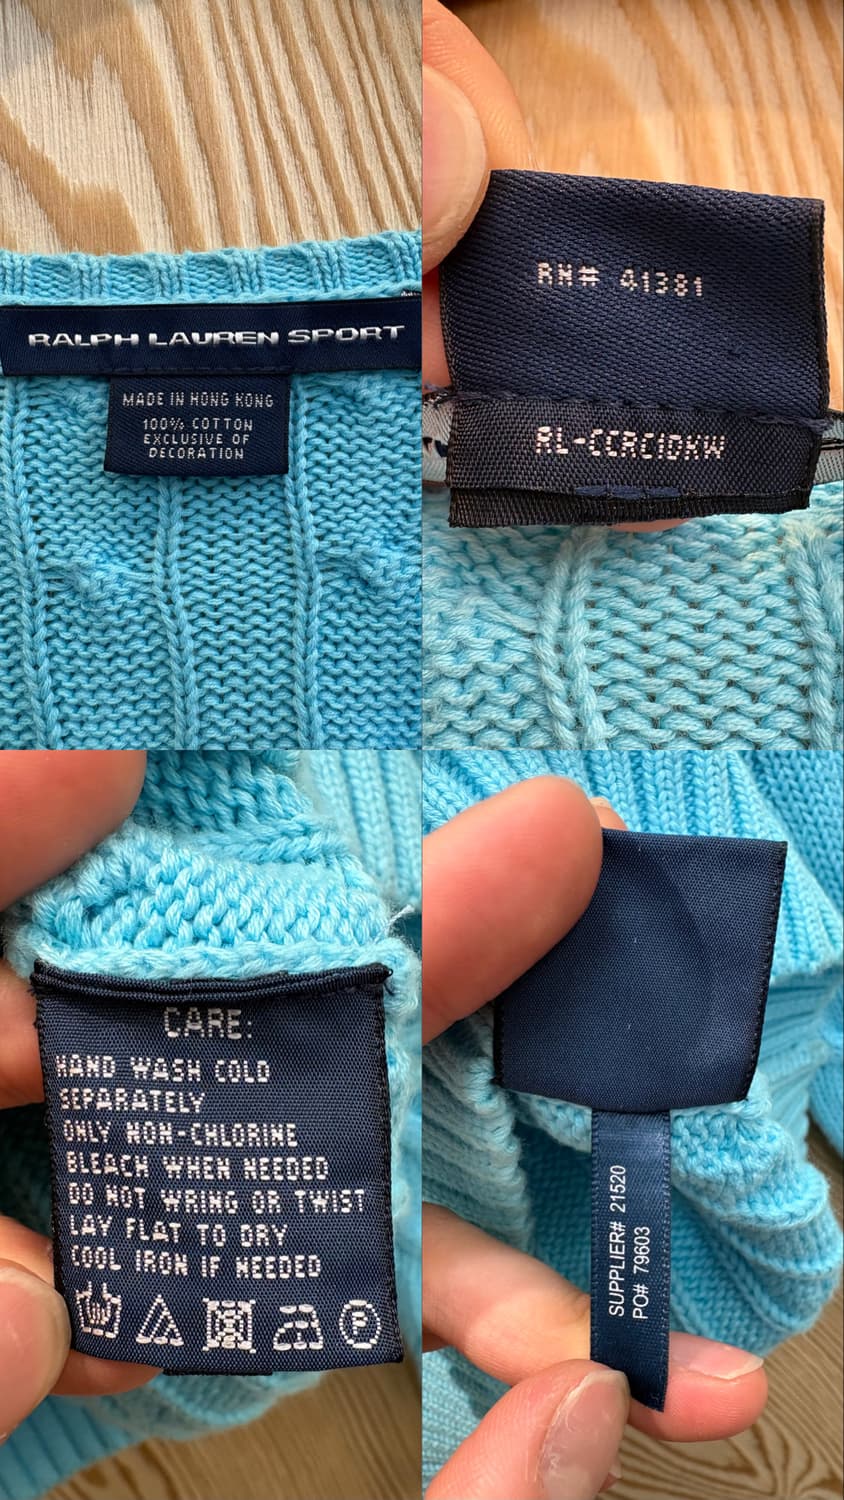 RALPH LAUREN SPORT
MADE IN HONG KONG
100% COTTON
EXCLUSIVE OF
DECORATION
RN# 41381
RL-CCRCIDKW
CARE:
HAND WASH COLD
SEPARATELY
ONLY NON-CHLORINE
BLEACH WHEN NEEDED
DO NOT WRING OR TWIST
LAY FLAT TO DRY
COOL IRON IF NEEDED
P
SUPPLIER# 21520
PO# 79603